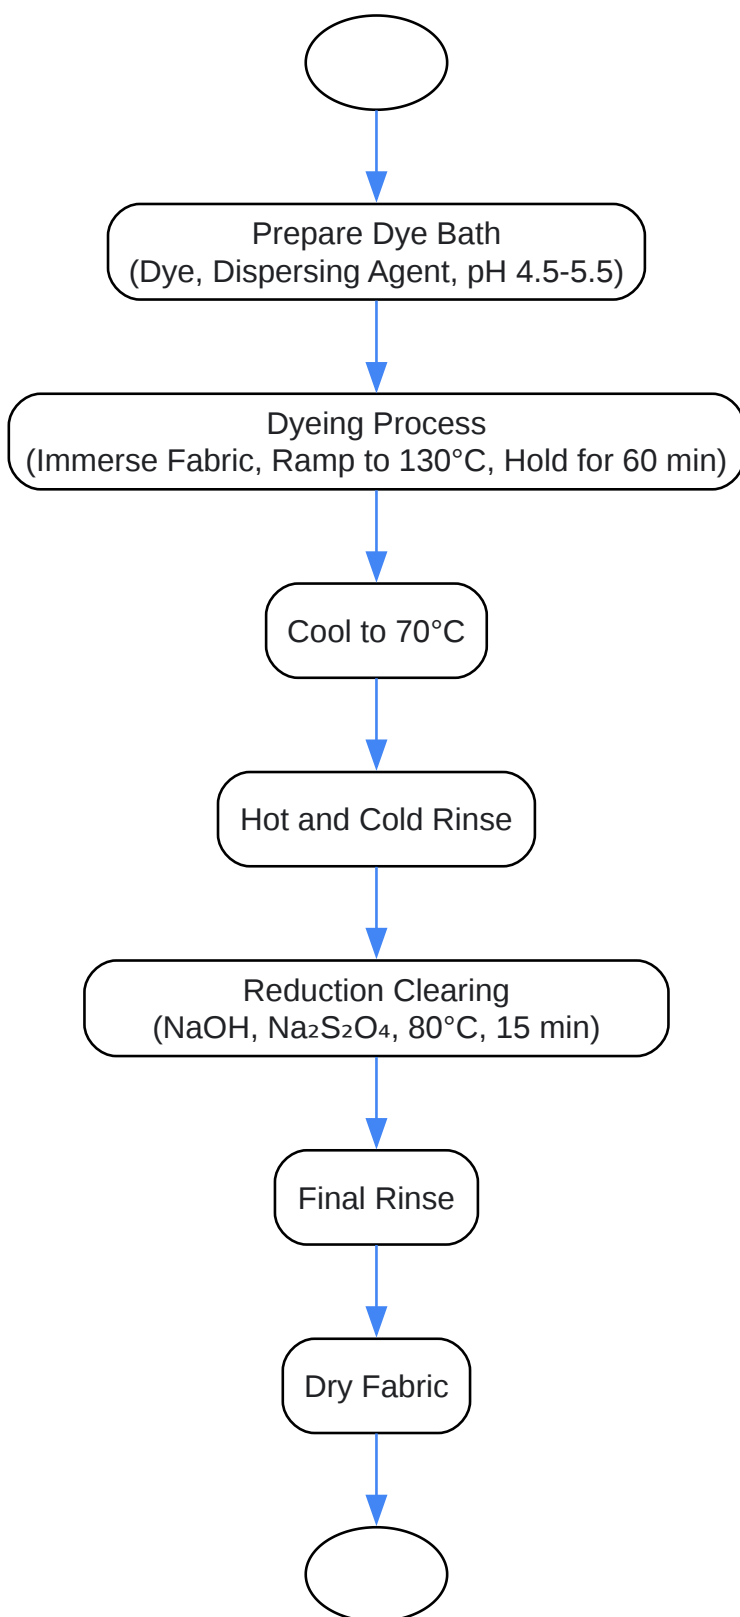 Prepare Dye Bath
(Dye, Dispersing Agent, pH 4.5-5.5)
Dyeing Process
(Immerse Fabric, Ramp to 130°C, Hold for 60 min)
Cool to 70°C
Hot and Cold Rinse
Reduction Clearing
(NaOH, Na₂S₂O₄, 80°C, 15 min)
Final Rinse
Dry Fabric